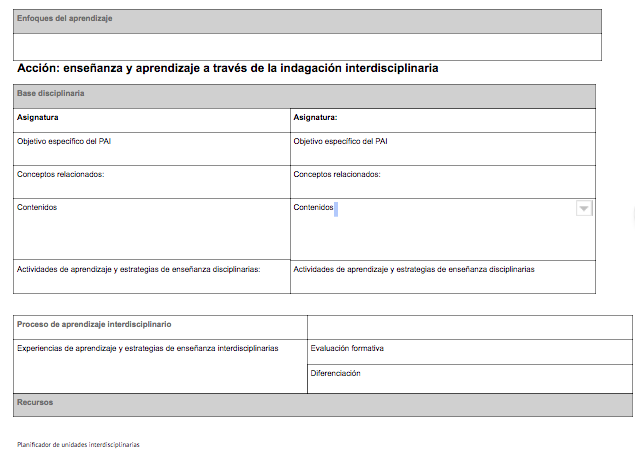 Enfoques del aprendizaje
Acción: enseñanza y aprendizaje a través de la indagación interdisciplinaria
Base disciplinaria
Asignatura
Asignatura:
Objetivo específico del PAI
Objetivo específico del PAI
Conceptos relacionados:
Conceptos relacionados:
Contenidos
Contenidos
Actividades de aprendizaje y estrategias de enseñanza disciplinarias:
Actividades de aprendizaje y estrategias de enseñanza disciplinarias
Proceso de aprendizaje interdisciplinario
Experiencias de aprendizaje y estrategias de enseñanza interdisciplinarias
Evaluación formativa
Diferenciación
Recursos
Planificador de unidades interdisciplinarias